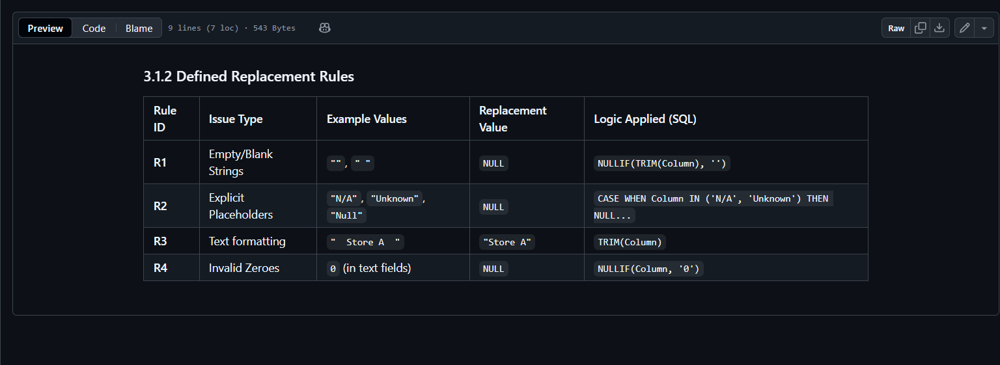 Preview Code Blame 9 lines (7 loc) · 543 Bytes Raw
3.1.2 Defined Replacement Rules
Rule ID Issue Type Example Values Replacement Value Logic Applied (SQL)
R1 Empty/Blank Strings "", " " NULL NULLIF(TRIM(Column), '')
R2 Explicit Placeholders "N/A", "Unknown", "Null" NULL CASE WHEN Column IN ('N/A', 'Unknown') THEN NULL...
R3 Text formatting "  Store A  " "Store A" TRIM(Column)
R4 Invalid Zeroes 0 (in text fields) NULL NULLIF(Column, '0')